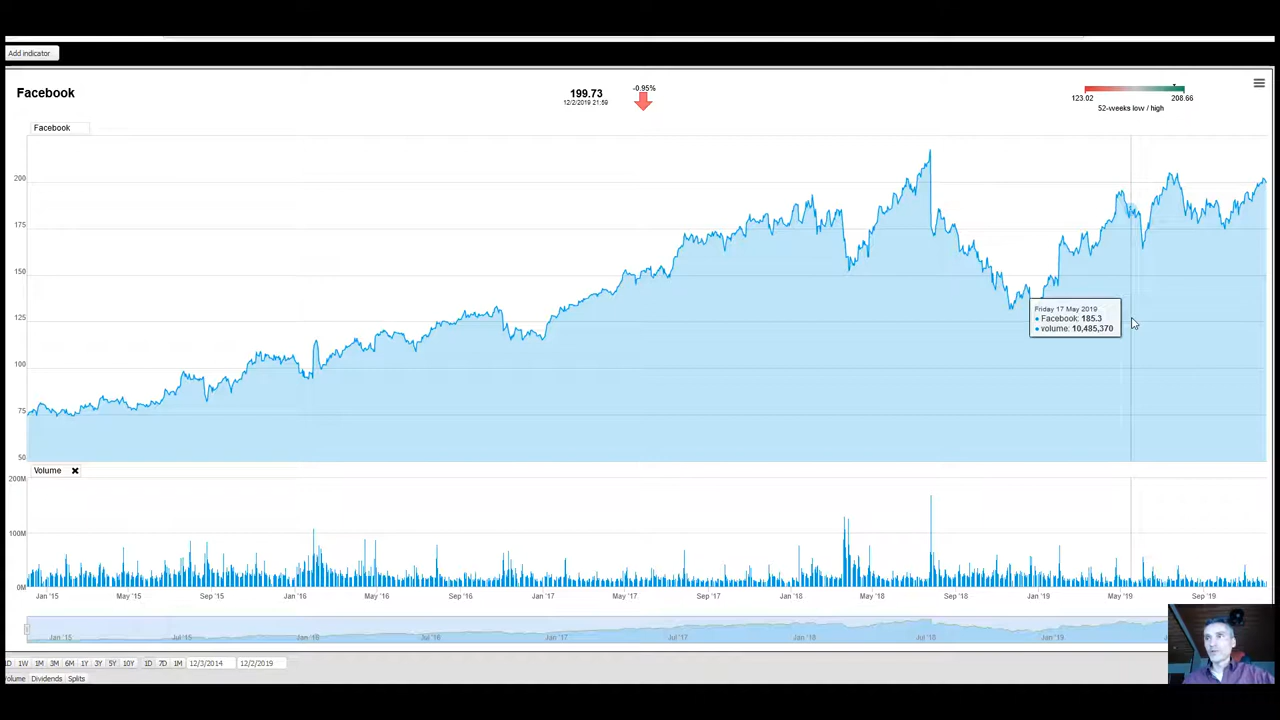 Add indicator
Facebook
199.73
12/2/2019 21:59
-0.95%
123.02
208.66
52-weeks low / high
Facebook
200
175
150
125
100
75
50
Friday 17 May 2019
Facebook: 185.3
volume: 10,485,370
Volume ✖
200M
100M
0M
Jan '15 May '15 Sep '15 Jan '16 May '16 Sep '16 Jan '17 May '17 Sep '17 Jan '18 May '18 Sep '18 Jan '19 May '19 Sep '19
Jan '15 Jul '15 Jan '16 Jul '16 Jan '17 Jul '17 Jan '18 Jul '18 Jan '19
1W 1M 3M 6M 1Y 3Y 5Y 10Y 1D 7D 1M 12/3/2014 12/2/2019
olume Dividends Splits